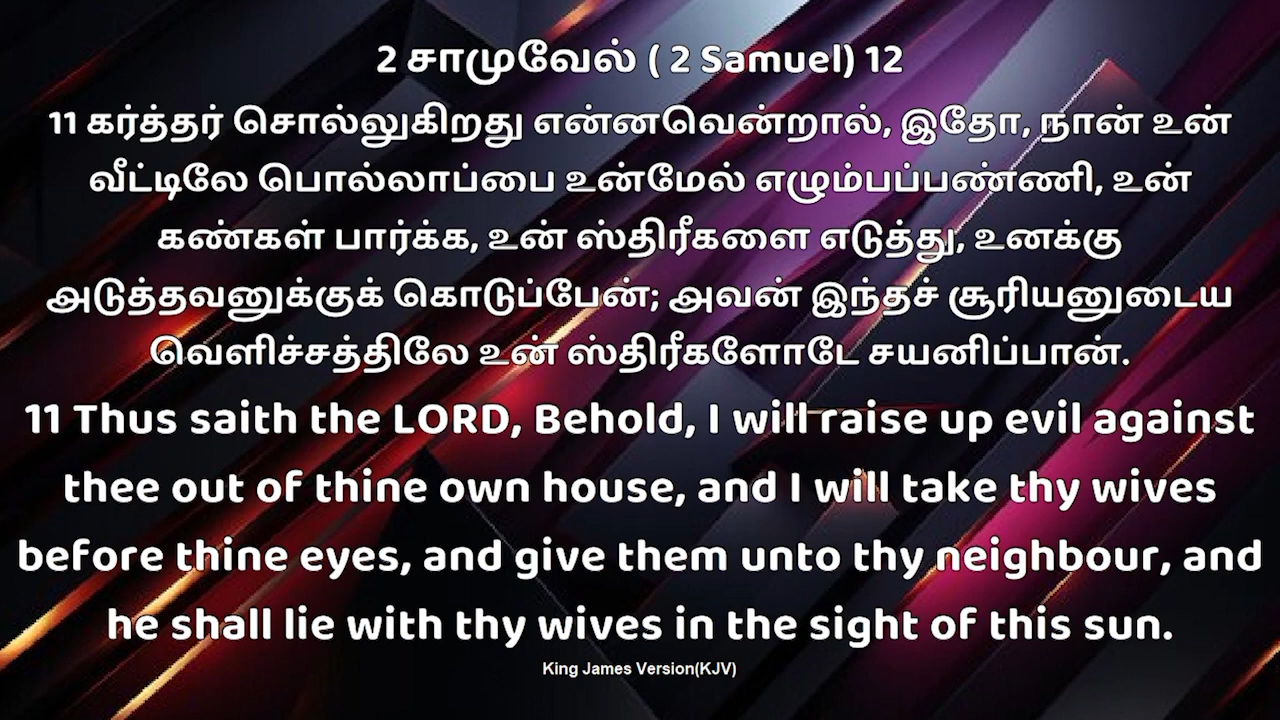 2 சாமுவேல் ( 2 Samuel) 12
11 கர்த்தர் சொல்லுகிறது என்னவென்றால், இதோ, நான் உன்
வீட்டிலே பொல்லாப்பை உன்மேல் எழும்பப்பண்ணி, உன்
கண்கள் பார்க்க, உன் ஸ்திரீகளை எடுத்து, உனக்கு
அடுத்தவனுக்குக் கொடுப்பேன்; அவன் இந்தச் சூரியனுடைய
வெளிச்சத்திலே உன் ஸ்திரீகளோடே சயனிப்பான்.
11 Thus saith the LORD, Behold, I will raise up evil against
thee out of thine own house, and I will take thy wives
before thine eyes, and give them unto thy neighbour, and
he shall lie with thy wives in the sight of this sun.
King James Version(KJV)